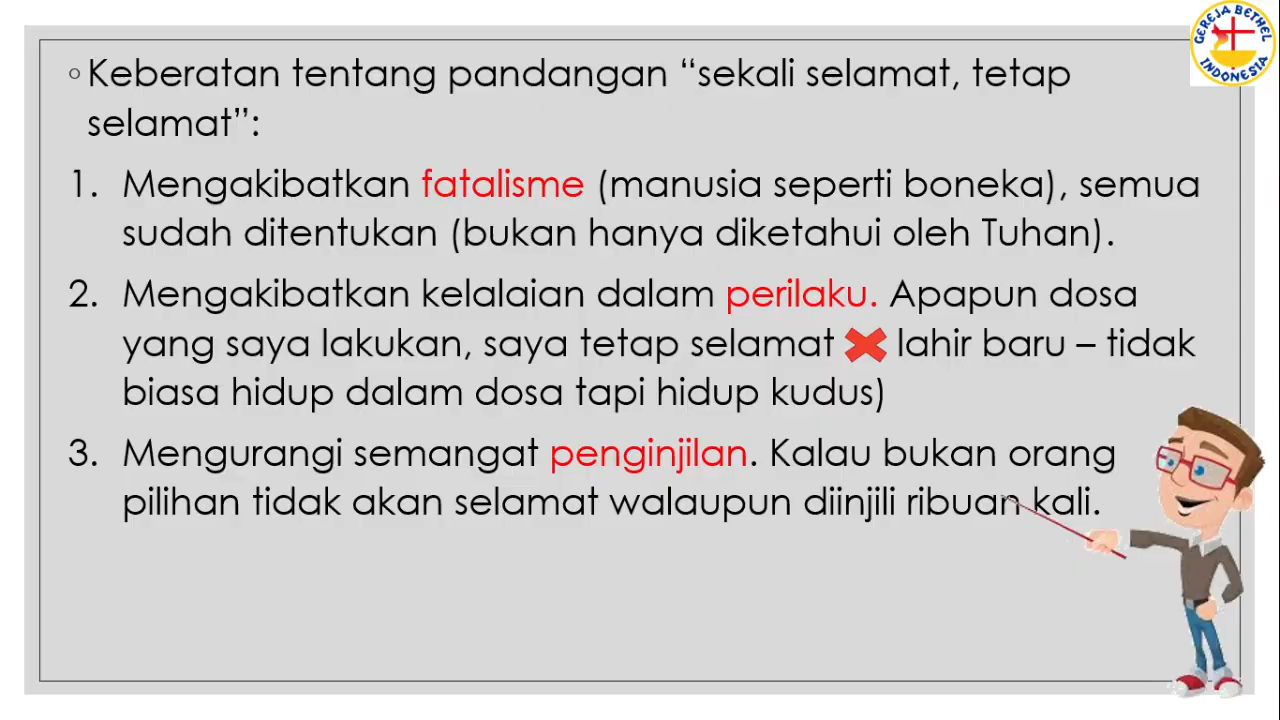 GEREJA BETHEL
INDONESIA
◦Keberatan tentang pandangan “sekali selamat, tetap
selamat”:
1. Mengakibatkan fatalisme (manusia seperti boneka), semua
sudah ditentukan (bukan hanya diketahui oleh Tuhan).
2. Mengakibatkan kelalaian dalam perilaku. Apapun dosa
yang saya lakukan, saya tetap selamat ❌ lahir baru – tidak
biasa hidup dalam dosa tapi hidup kudus)
3. Mengurangi semangat penginjilan. Kalau bukan orang
pilihan tidak akan selamat walaupun diinjili ribuan kali.